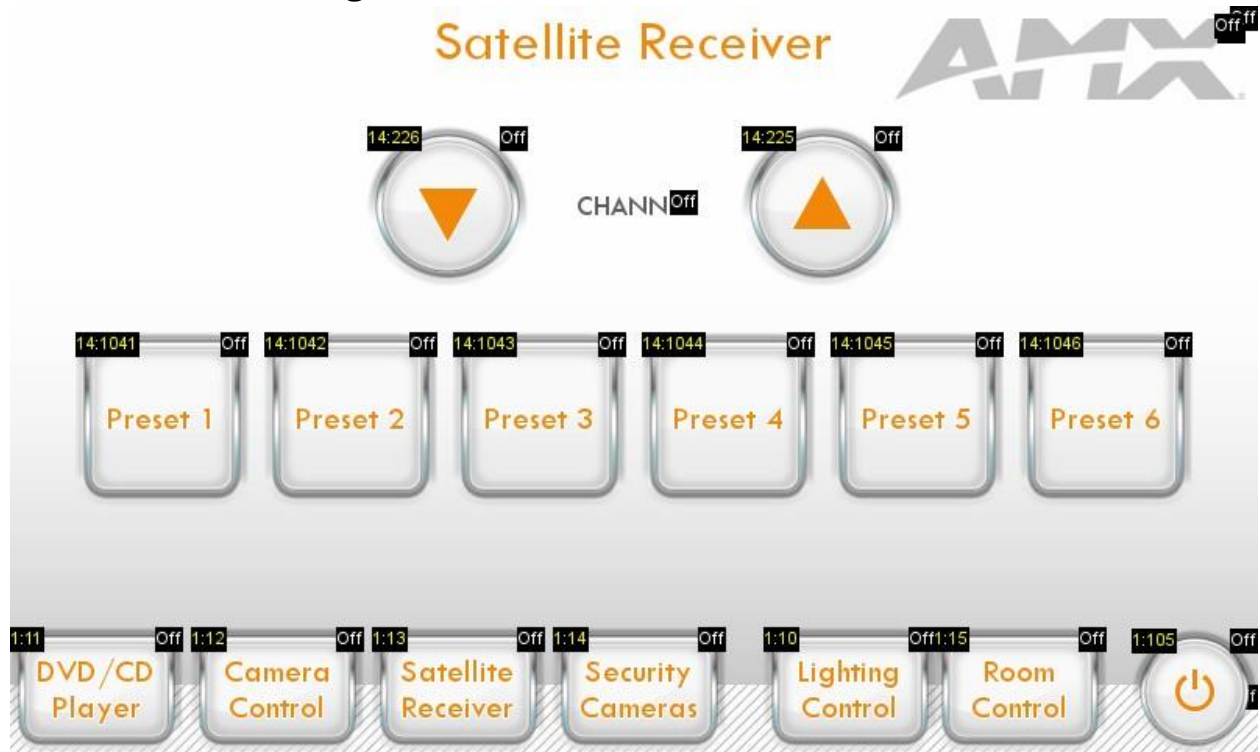 Satellite Receiver
AMX
Off
14:226 Off
14:225 Off
CHANN Off
14:1041 Off 14:1042 Off 14:1043 Off 14:1044 Off 14:1045 Off 14:1046 Off
Preset 1 Preset 2 Preset 3 Preset 4 Preset 5 Preset 6
1:11 Off 1:12 Off 1:13 Off 1:14 Off 1:10 Off 1:15 Off 1:105 Off
DVD/CD Player
Camera Control
Satellite Receiver
Security Cameras
Lighting Control
Room Control